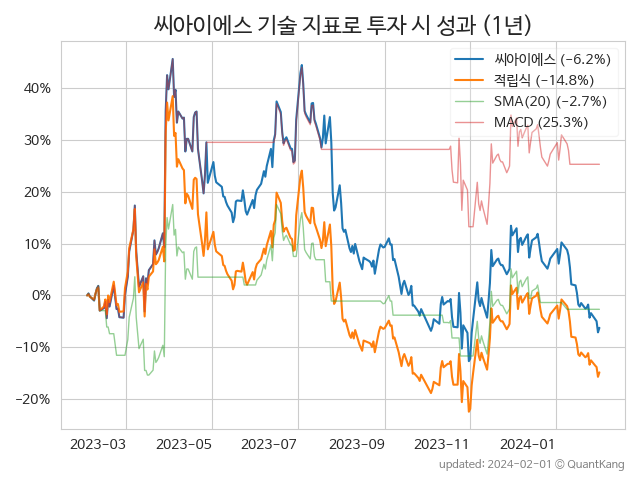 씨아이에스 기술 지표로 투자 시 성과 (1년)
씨아이에스 (−6.2%)
적립식 (−14.8%)
SMA(20) (−2.7%)
MACD (25.3%)
40%
30%
20%
10%
0%
−10%
−20%
2023-03 2023-05 2023-07 2023-09 2023-11 2024-01
updated: 2024-02-01 © QuantKang